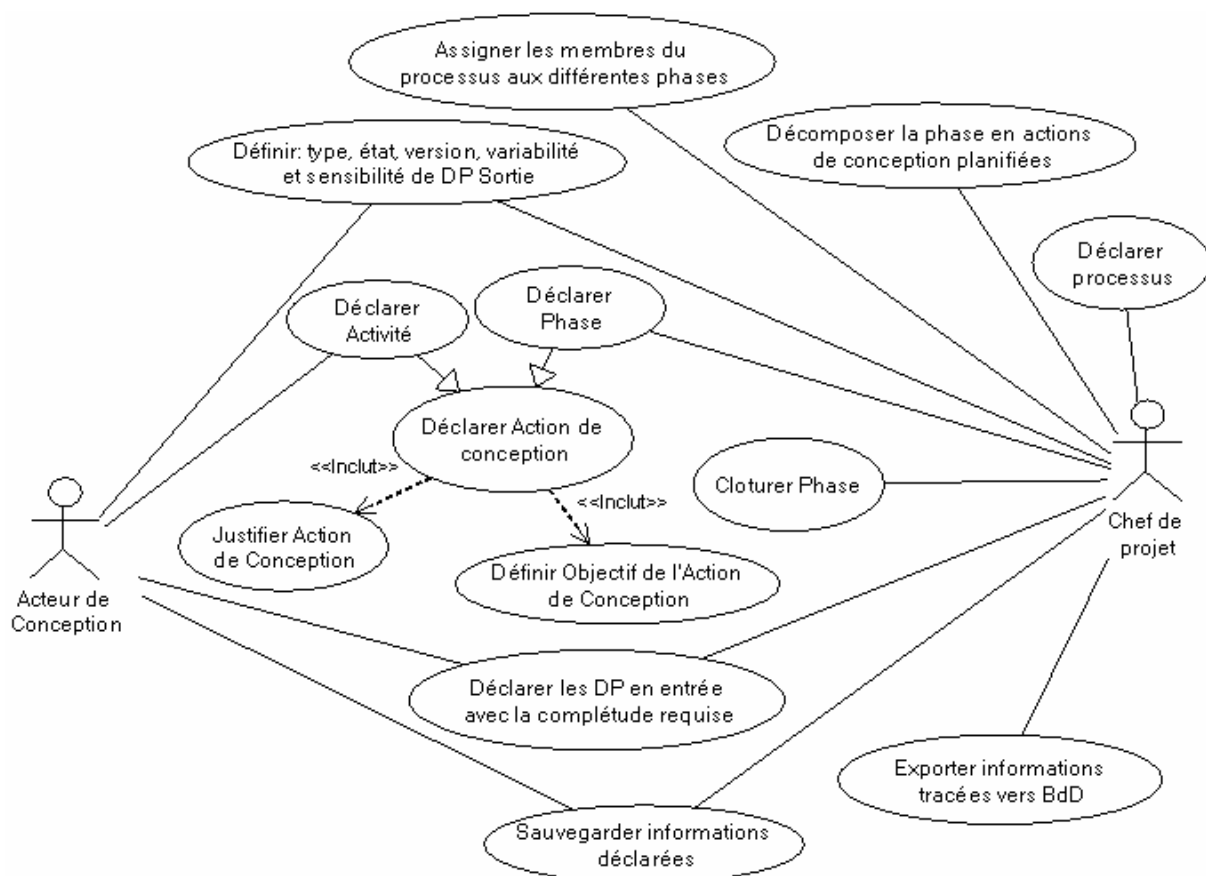 Assigner les membres du
processus aux différentes phases
Définir: type, état, version, variabilité
et sensibilité de DP Sortie
Décomposer la phase en actions
de conception planifiées
Déclarer
processus
Déclarer
Activité
Déclarer
Phase
Déclarer Action de
conception
<<Inclut>>
<<Inclut>>
Cloturer Phase
Justifier Action
de Conception
Définir Objectif de l'Action
de Conception
Acteur de
Conception
Chef de
projet
Déclarer les DP en entrée
avec la complétude requise
Exporter informations
tracées vers BdD
Sauvegarder informations
déclarées